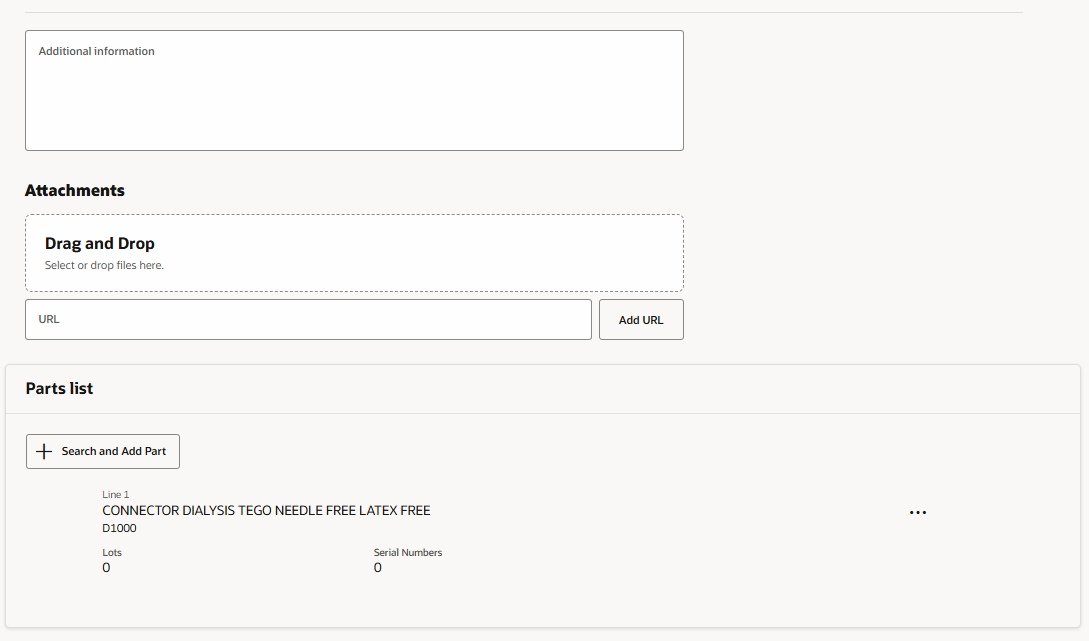 Additional information
Attachments
Drag and Drop
Select or drop files here.
URL
Add URL
Parts list
Search and Add Part
Line 1
CONNECTOR DIALYSIS TEGO NEEDLE FREE LATEX FREE
D1000
Lots Serial Numbers
0 0